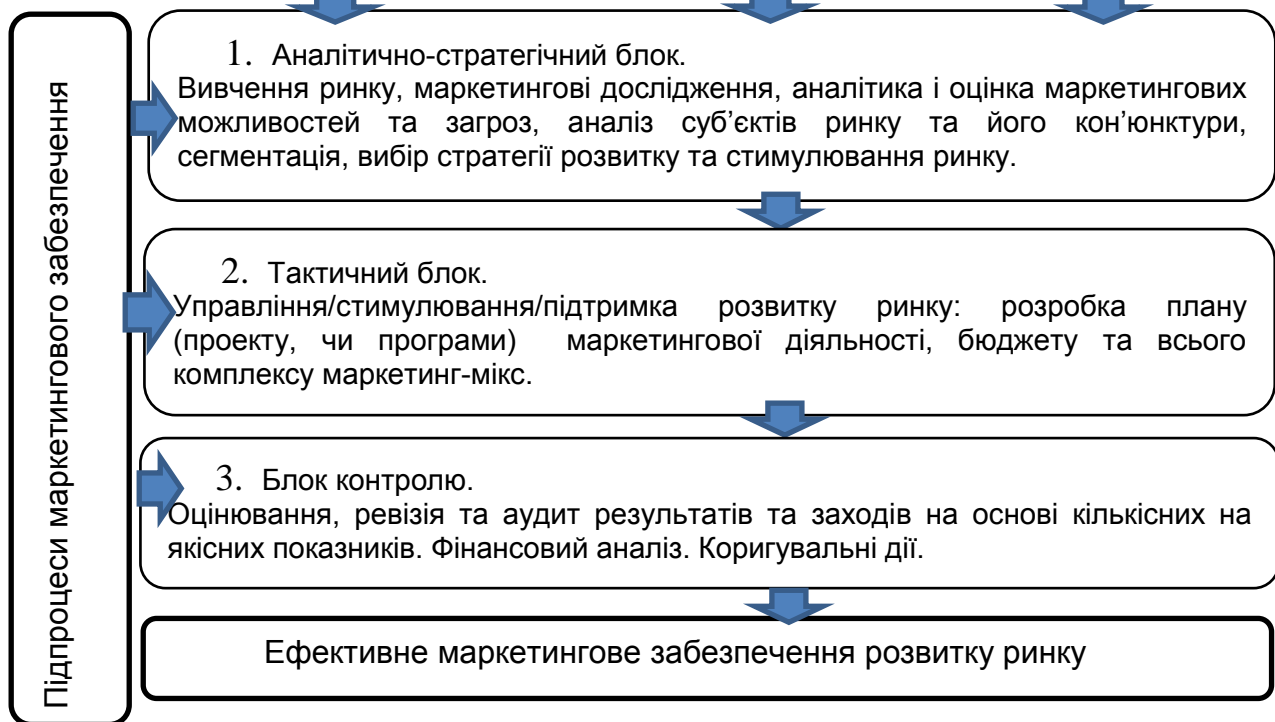 Підпроцеси маркетингового забезпечення
1. Аналітично-стратегічний блок.
Вивчення ринку, маркетингові дослідження, аналітика і оцінка маркетингових
можливостей та загроз, аналіз суб’єктів ринку та його кон’юнктури,
сегментація, вибір стратегії розвитку та стимулювання ринку.
2. Тактичний блок.
Управління/стимулювання/підтримка розвитку ринку: розробка плану
(проекту, чи програми) маркетингової діяльності, бюджету та всього
комплексу маркетинг-мікс.
3. Блок контролю.
Оцінювання, ревізія та аудит результатів та заходів на основі кількісних на
якісних показників. Фінансовий аналіз. Коригувальні дії.
Ефективне маркетингове забезпечення розвитку ринку